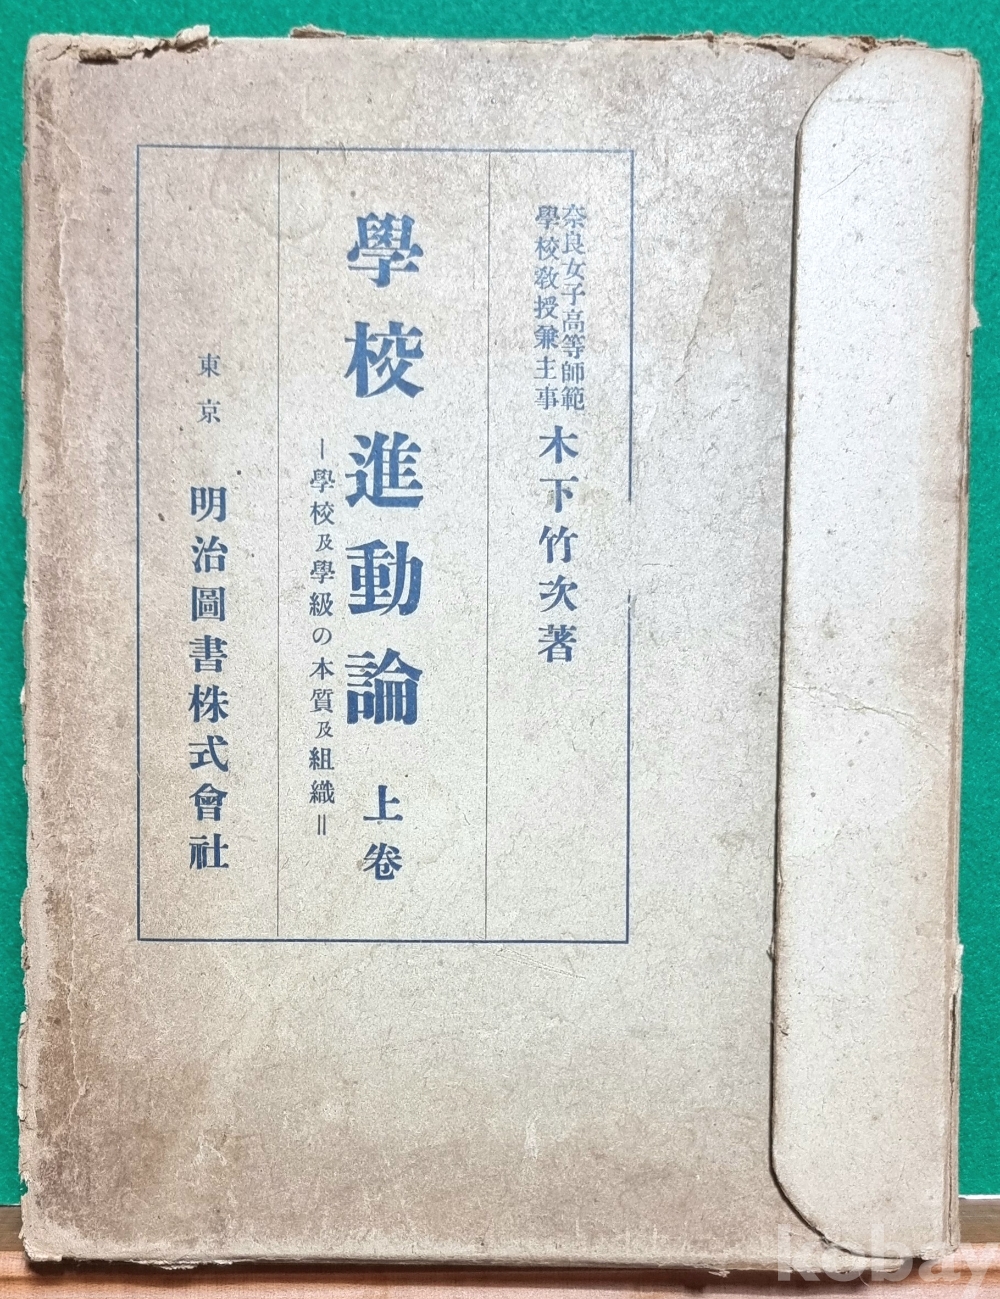 奈良女子高等師範
學校教授兼主事
木下竹次著
學校進動論 上卷
―學校及學級の本質及組織＝
東京 明治圖書株式會社
kobay